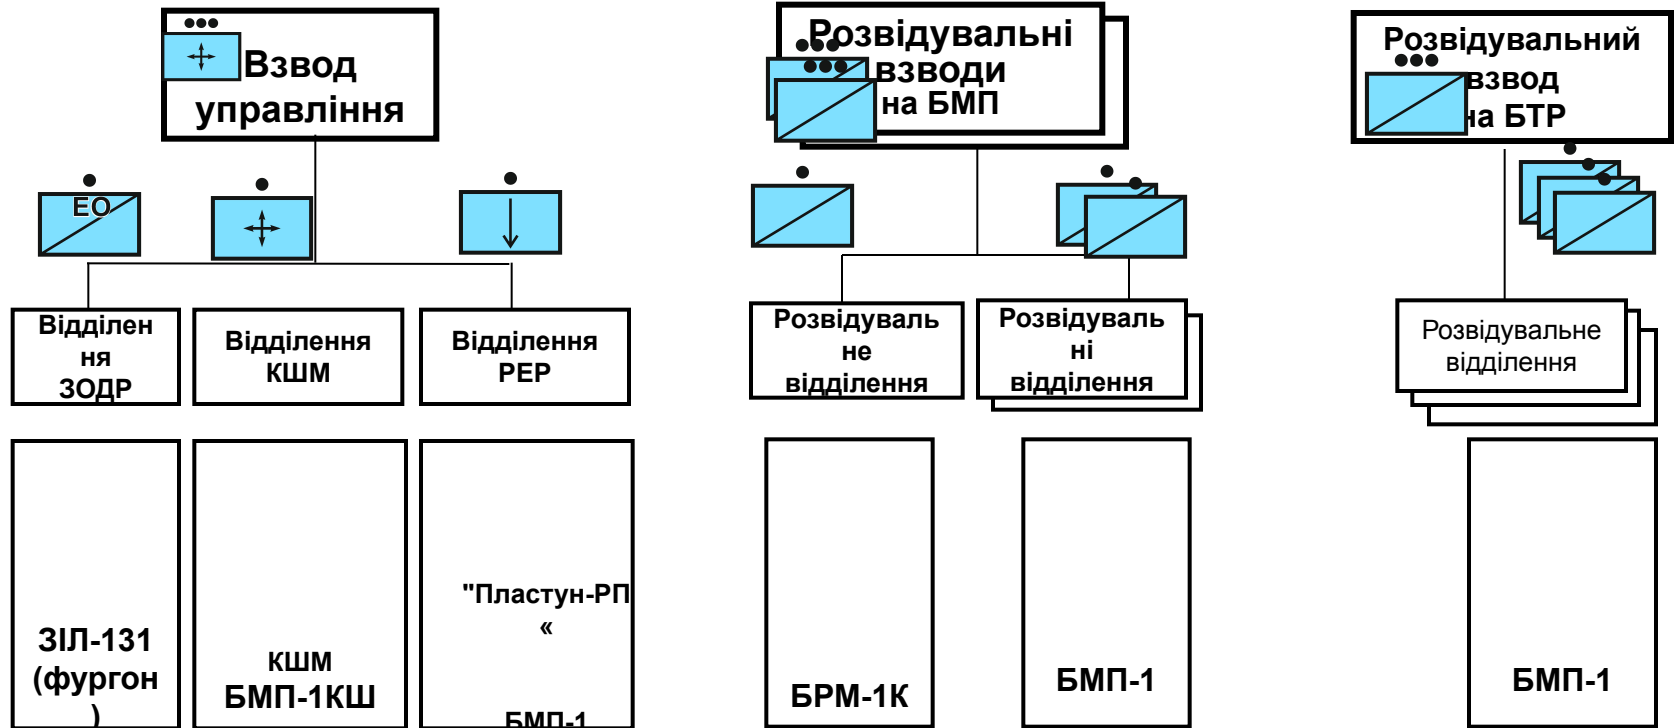 Взвод
управління
Розвідувальні
взводи
на БМП
Розвідувальний
взвод
на БТР
ЕО
Відділен
ня
ЗОДР
Відділення
КШМ
Відділення
РЕР
Розвідуваль
не
відділення
Розвідуваль
ні
відділення
Розвідувальне
відділення
ЗІЛ-131
(фургон
)
КШМ
БМП-1КШ
"Пластун-РП
«
БМП-1
БРМ-1К
БМП-1
БМП-1